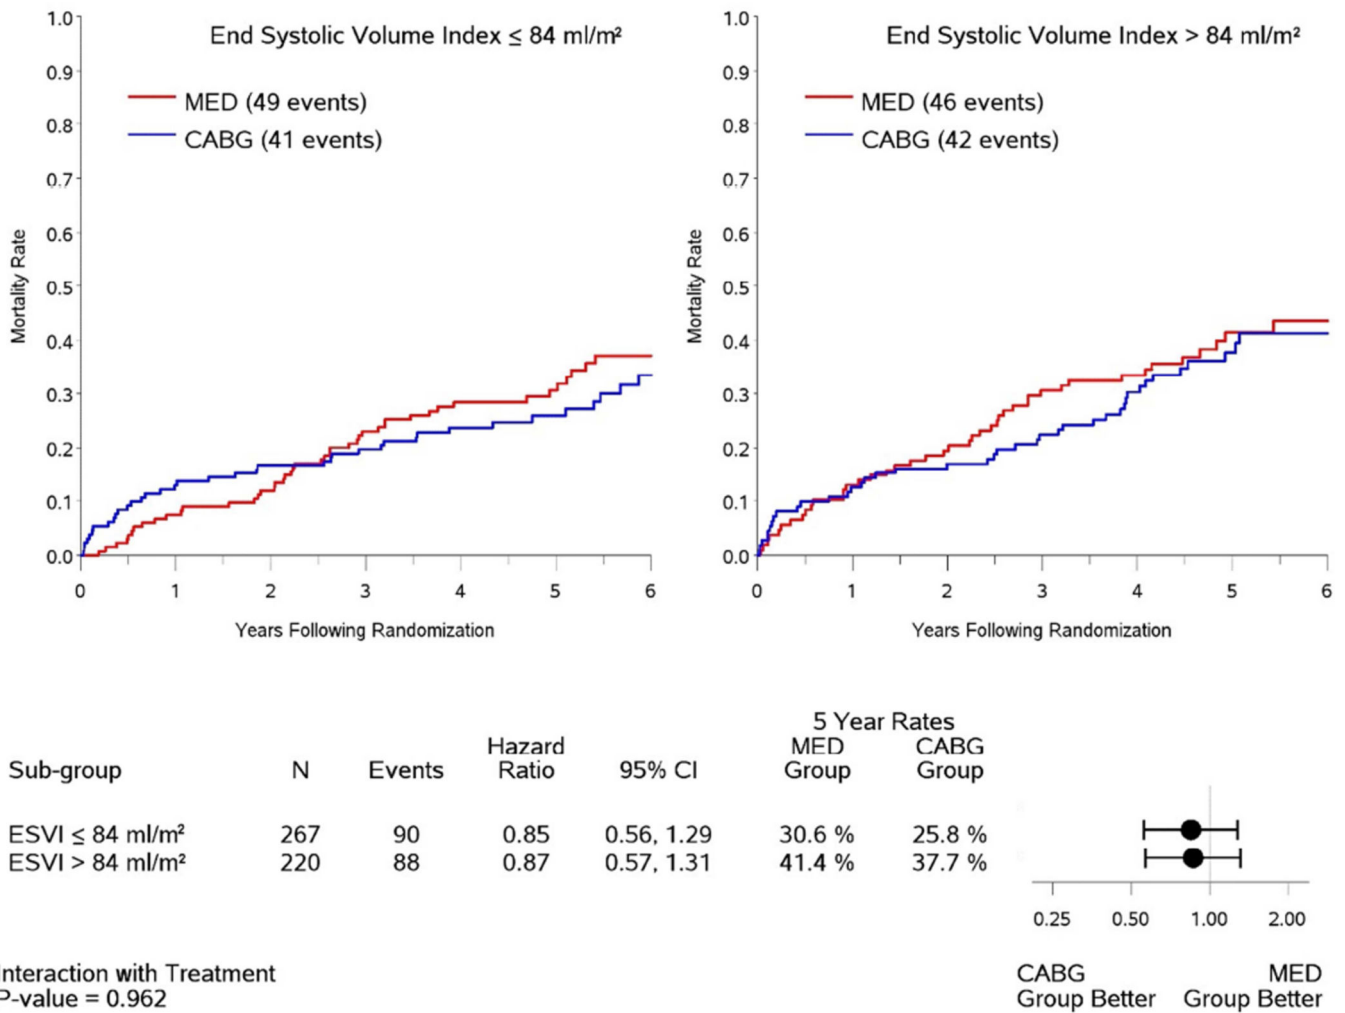 End Systolic Volume Index ≤ 84 ml/m²
MED (49 events)
CABG (41 events)
Mortality Rate
1.0
0.9
0.8
0.7
0.6
0.5
0.4
0.3
0.2
0.1
0.0
0 1 2 3 4 5 6
Years Following Randomization
End Systolic Volume Index > 84 ml/m²
MED (46 events)
CABG (42 events)
Mortality Rate
1.0
0.9
0.8
0.7
0.6
0.5
0.4
0.3
0.2
0.1
0.0
0 1 2 3 4 5 6
Years Following Randomization
5 Year Rates
Hazard MED CABG
Sub-group N Events Ratio 95% CI Group Group
ESVI ≤ 84 ml/m² 267 90 0.85 0.56, 1.29 30.6 % 25.8 %
ESVI > 84 ml/m² 220 88 0.87 0.57, 1.31 41.4 % 37.7 %
0.25 0.50 1.00 2.00
CABG MED
Group Better Group Better
Interaction with Treatment
P-value = 0.962